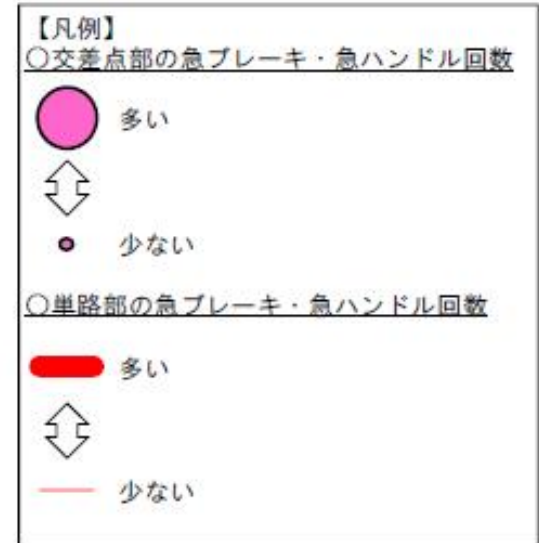 【凡例】
○交差点部の急ブレーキ・急ハンドル回数
多い
少ない
○単路部の急ブレーキ・急ハンドル回数
多い
少ない